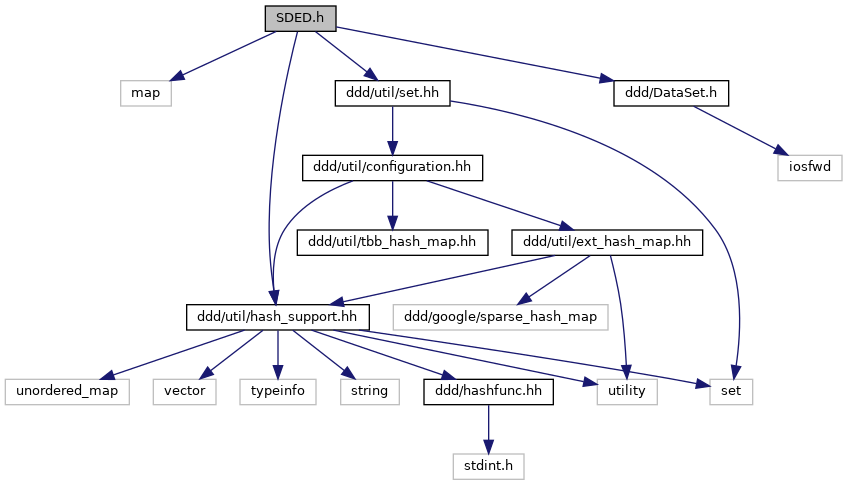 SDED.h
map
ddd/util/set.hh
ddd/DataSet.h
ddd/util/configuration.hh
iosfwd
ddd/util/tbb_hash_map.hh
ddd/util/ext_hash_map.hh
ddd/util/hash_support.hh
ddd/google/sparse_hash_map
unordered_map
vector
typeinfo
string
ddd/hashfunc.hh
utility
set
stdint.h